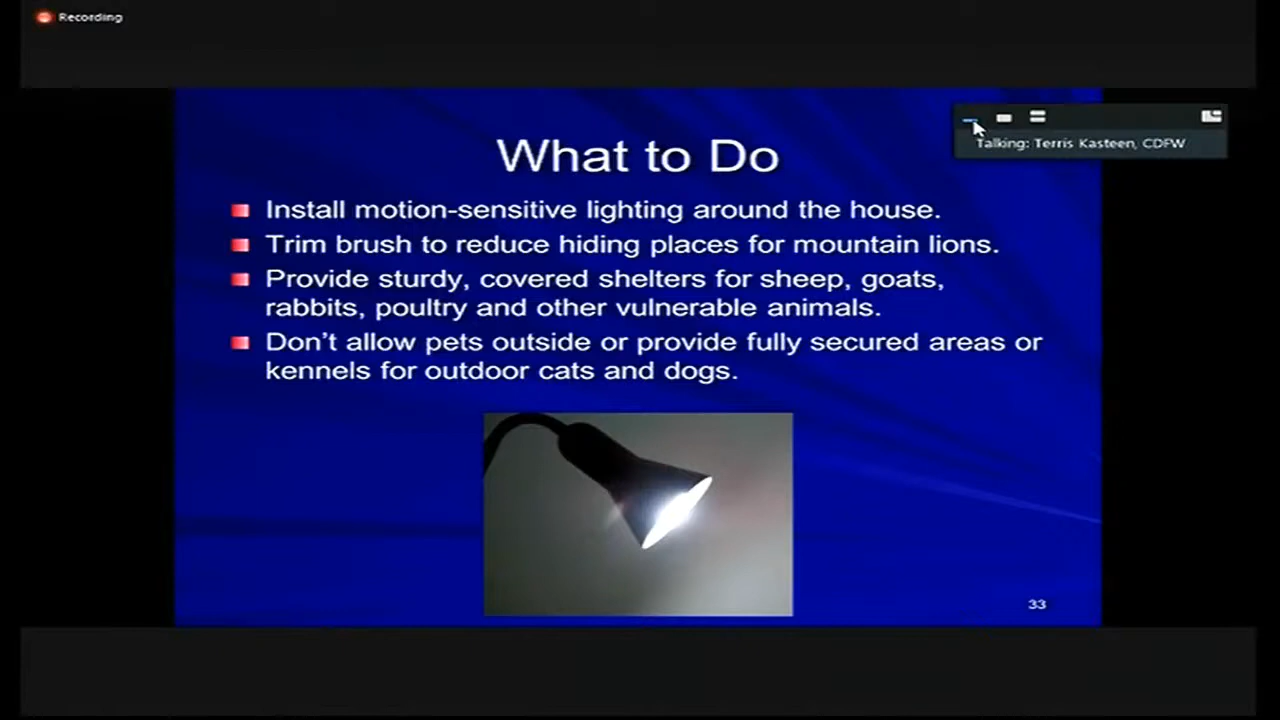 Recording
Talking: Terris Kasteen, CDFW
What to Do
Install motion-sensitive lighting around the house.
Trim brush to reduce hiding places for mountain lions.
Provide sturdy, covered shelters for sheep, goats,
rabbits, poultry and other vulnerable animals.
Don't allow pets outside or provide fully secured areas or
kennels for outdoor cats and dogs.
33